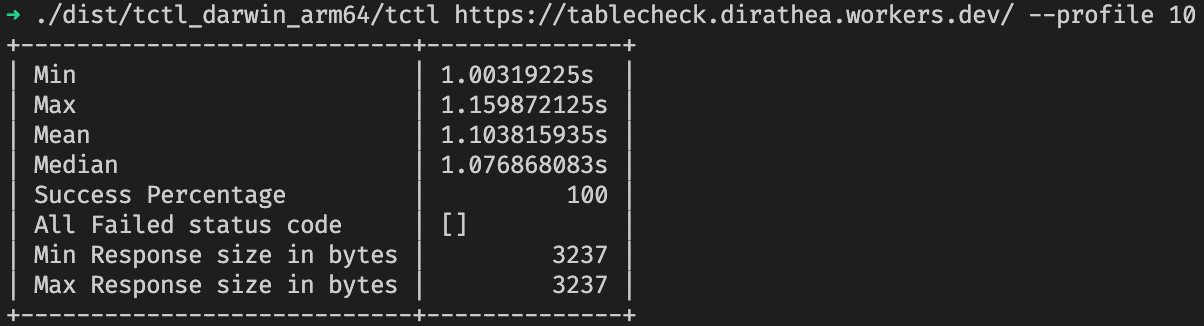 ➜ ./dist/tctl_darwin_arm64/tctl https://tablecheck.dirathea.workers.dev/ --profile 10
+----------------------------+--------------+
| Min                        | 1.00319225s  |
| Max                        | 1.159872125s |
| Mean                       | 1.103815935s |
| Median                     | 1.076868083s |
| Success Percentage         |          100 |
| All Failed status code     | []           |
| Min Response size in bytes |         3237 |
| Max Response size in bytes |         3237 |
+----------------------------+--------------+